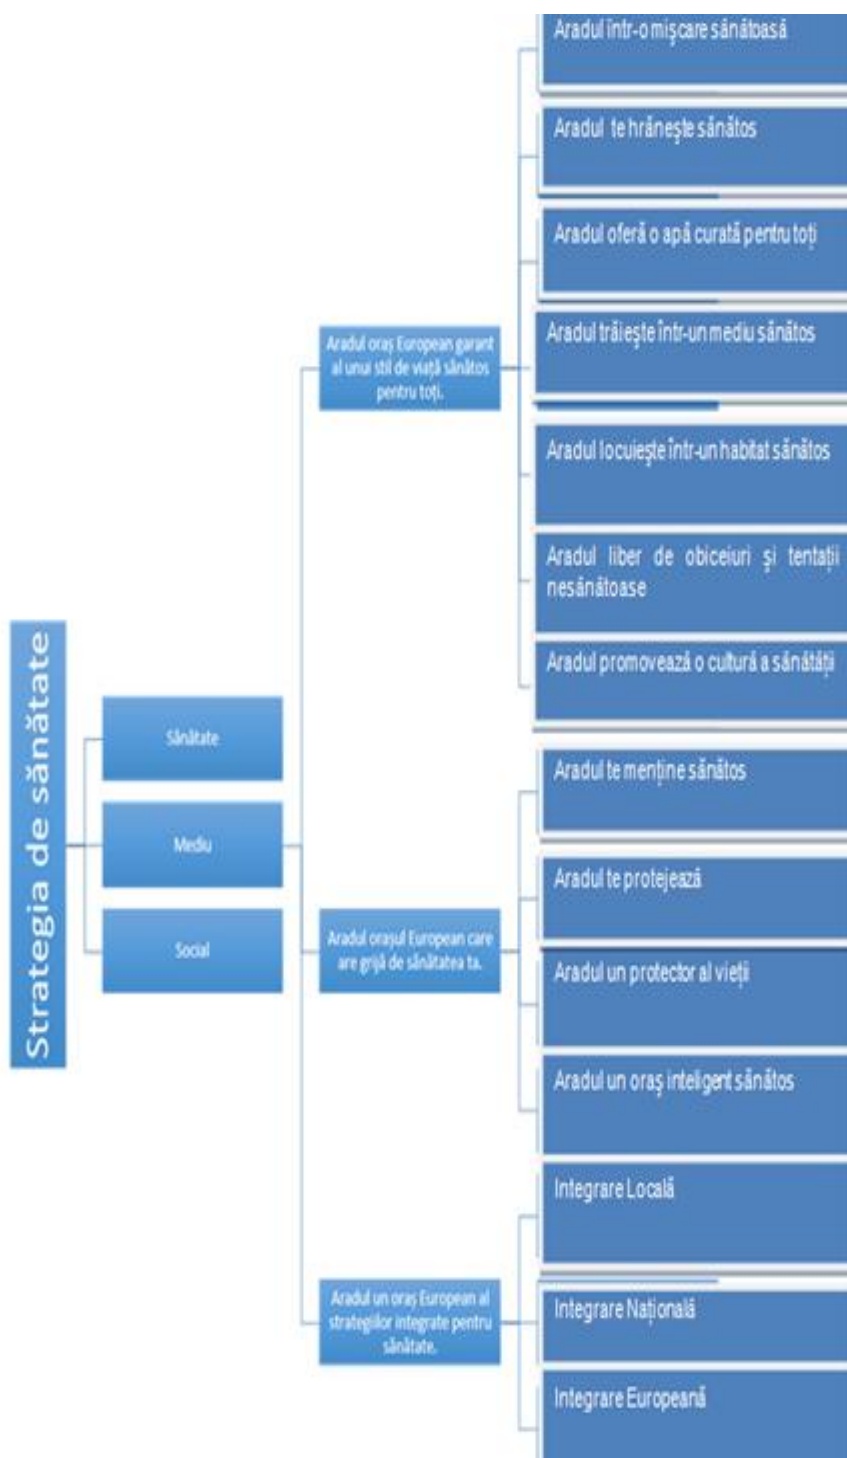 Strategia de sănătate
Sănătate
Mediu
Social
Aradul oraș European garant
al unui stil de viață sănătos
pentru toți.
Aradul orașul European care
are grijă de sănătatea ta.
Aradul un oraș European al
strategiilor integrate pentru
sănătate.
Aradul într-o mişcare sănătoasă
Aradul te hrăneşte sănătos
Aradul oferă o apă curată pentru toţi
Aradul trăieşte într-un mediu sănătos
Aradul locuieşte într-un habitat sănătos
Aradul liber de obiceiuri şi tentaţii
nesănătoase
Aradul promovează o cultură a sănătăţii
Aradul te menţine sănătos
Aradul te protejează
Aradul un protector al vieţii
Aradul un oraş inteligent sănătos
Integrare Locală
Integrare Naţională
Integrare Europeană